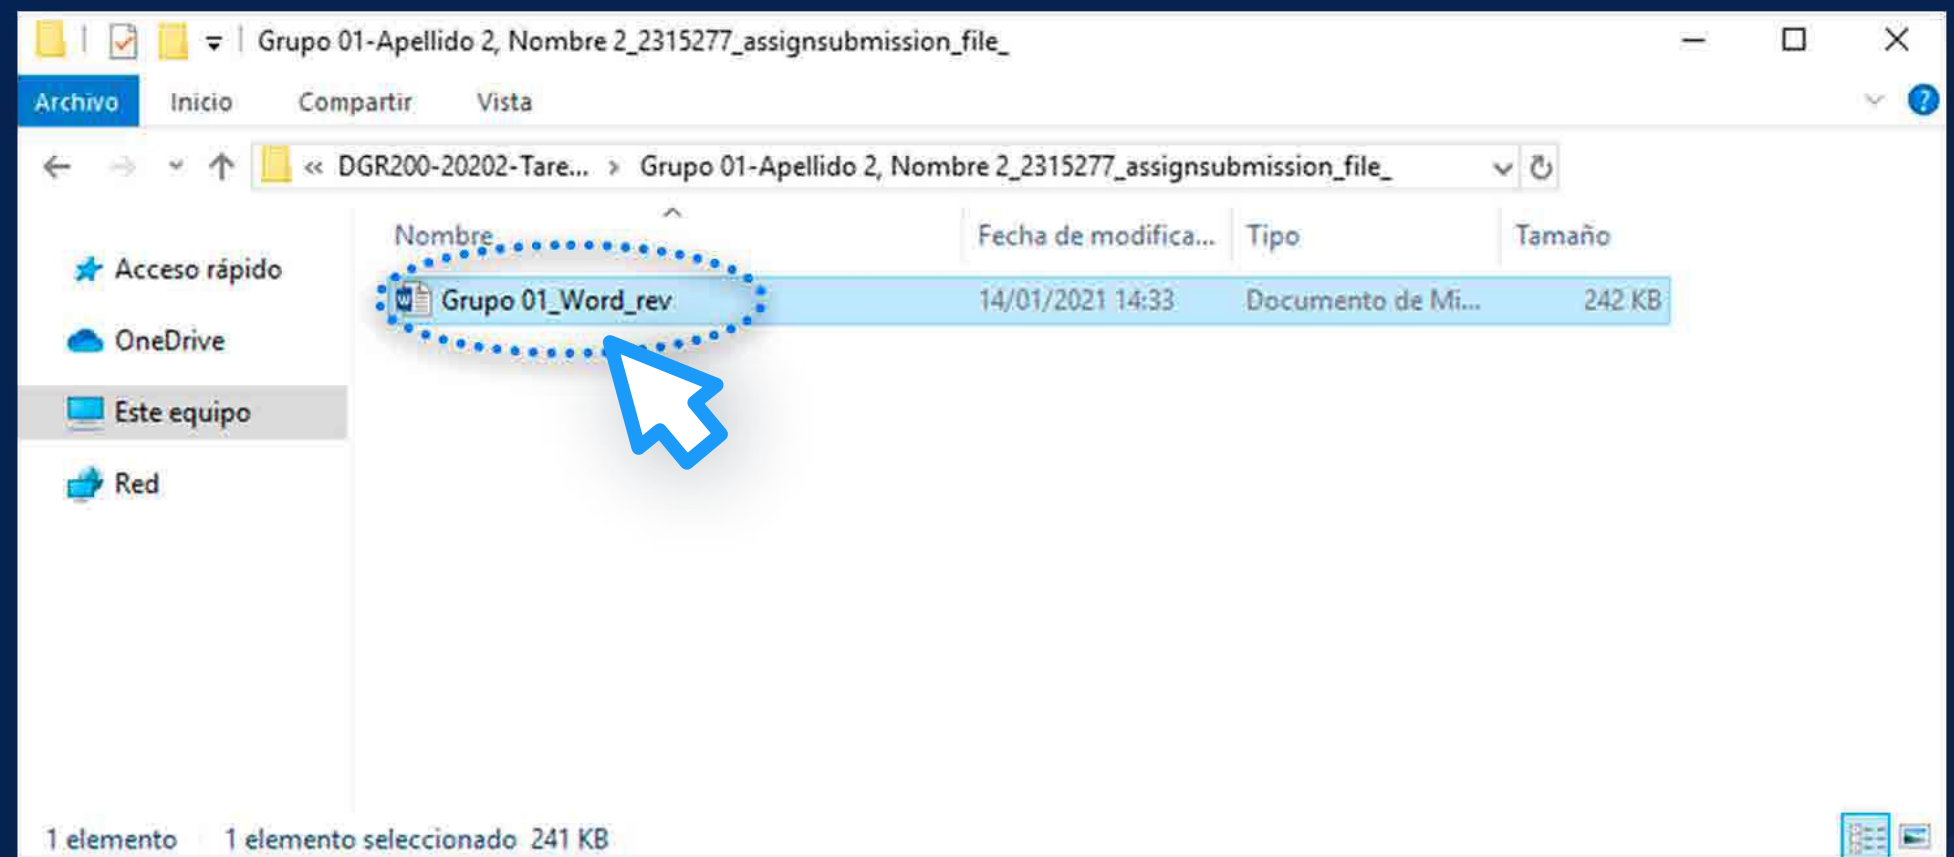 Grupo 01-Apellido 2, Nombre 2_2315277_assignsubmission_file_
Archivo Inicio Compartir Vista
« DGR200-20202-Tare... > Grupo 01-Apellido 2, Nombre 2_2315277_assignsubmission_file_
Nombre Fecha de modifica... Tipo Tamaño
Acceso rápido
Grupo 01_Word_rev 14/01/2021 14:33 Documento de Mi... 242 KB
OneDrive
Este equipo
Red
1 elemento 1 elemento seleccionado 241 KB